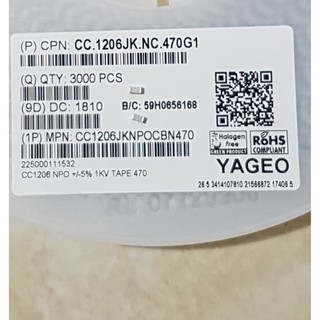 (P) CPN: CC.1206JK.NC.470G1
(Q) QTY: 3000 PCS
(9D) DC: 1810 B/C: 59H0656168
(1P) MPN: CC1206JKNPOCBN470
225000111532
CC1206 NPO +/-5% 1KV TAPE 470
Halogen
free
GREEN PRODUCT
RoHS
COMPLIANT
YAGEO
26 5 3414107810 21566872 17406 5